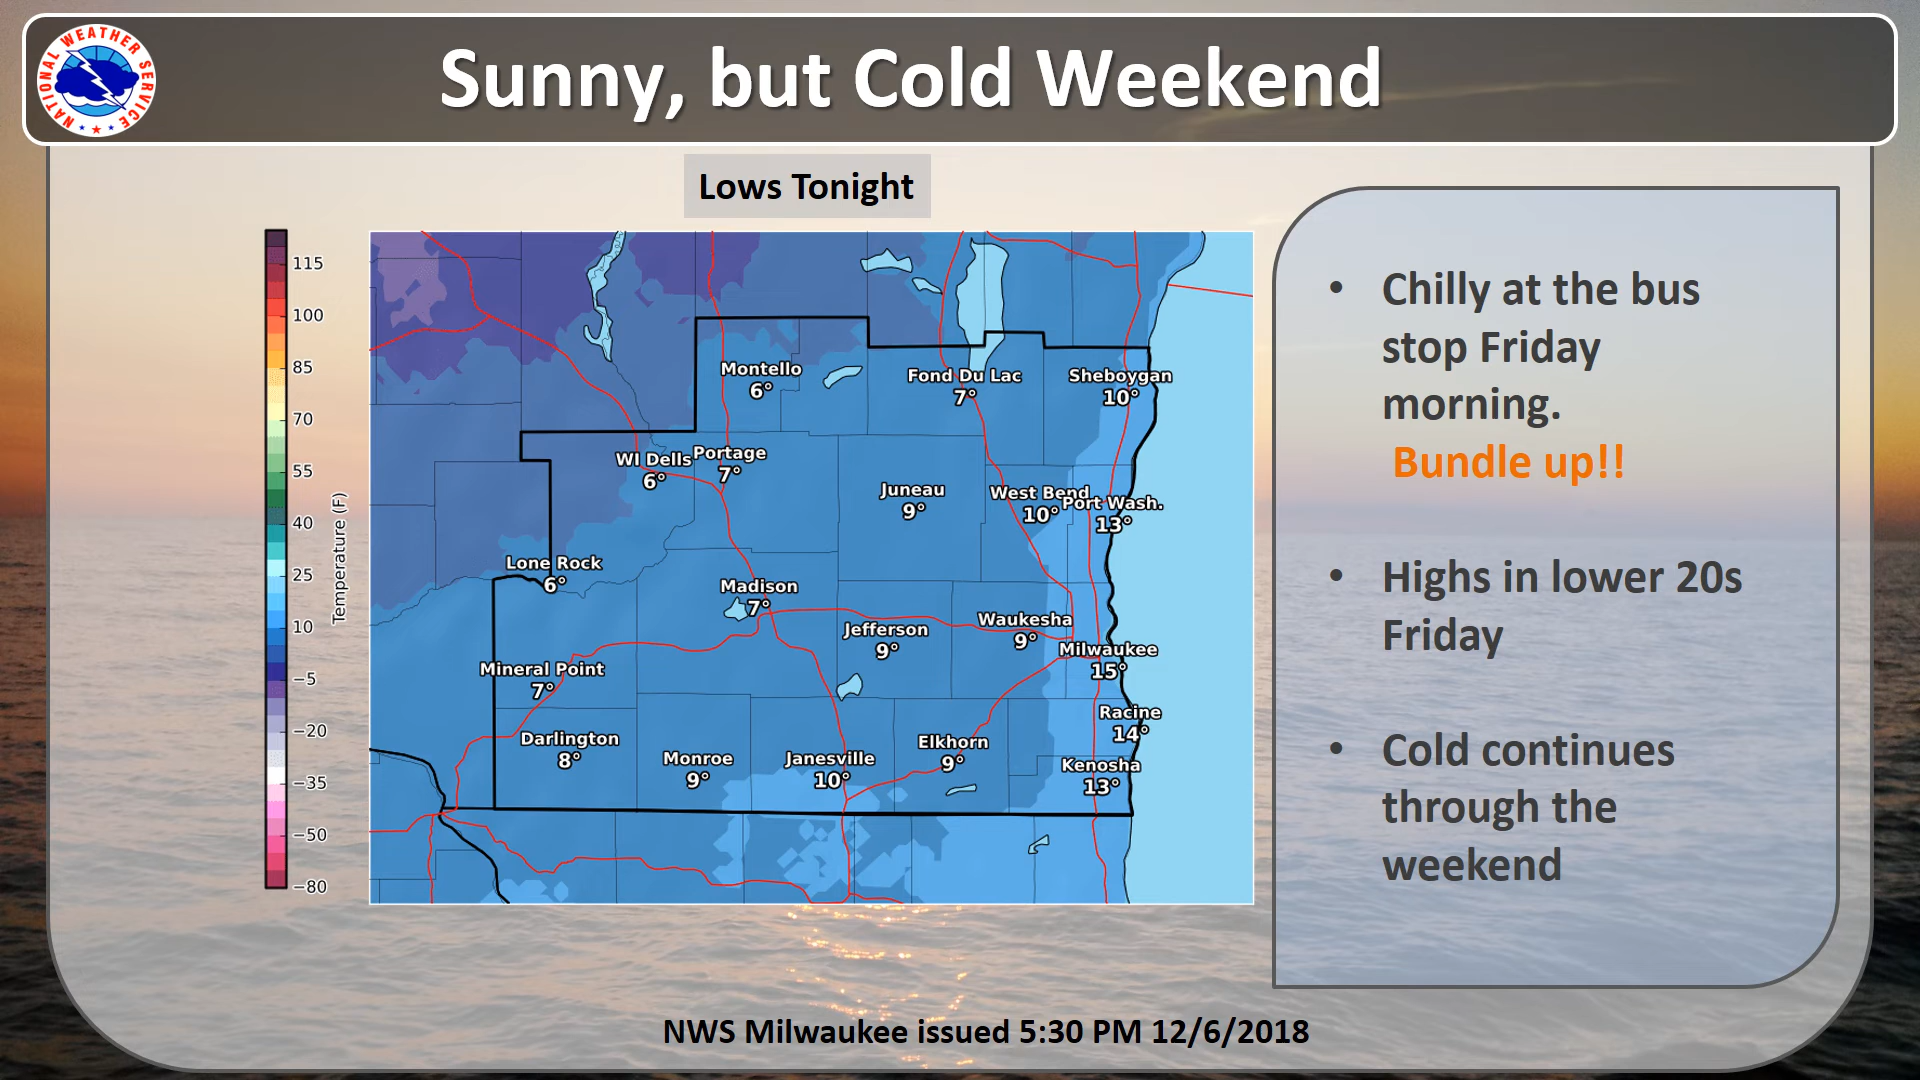 NATIONAL WEATHER SERVICE
Sunny, but Cold Weekend
Lows Tonight
115
100
85
70
55
40
25
10
−5
−20
−35
−50
−80
Temperature (F)
Montello
6°
Fond Du Lac
7°
Sheboygan
10°
WI Dells
6°
Portage
7°
Juneau
9°
West Bend
10°
Port Wash.
13°
Lone Rock
6°
Madison
7°
Jefferson
9°
Waukesha
9°
Milwaukee
15°
Mineral Point
7°
Racine
14°
Darlington
8°
Monroe
9°
Janesville
10°
Elkhorn
9°
Kenosha
13°
• Chilly at the bus
stop Friday
morning.
Bundle up!!
• Highs in lower 20s
Friday
• Cold continues
through the
weekend
NWS Milwaukee issued 5:30 PM 12/6/2018